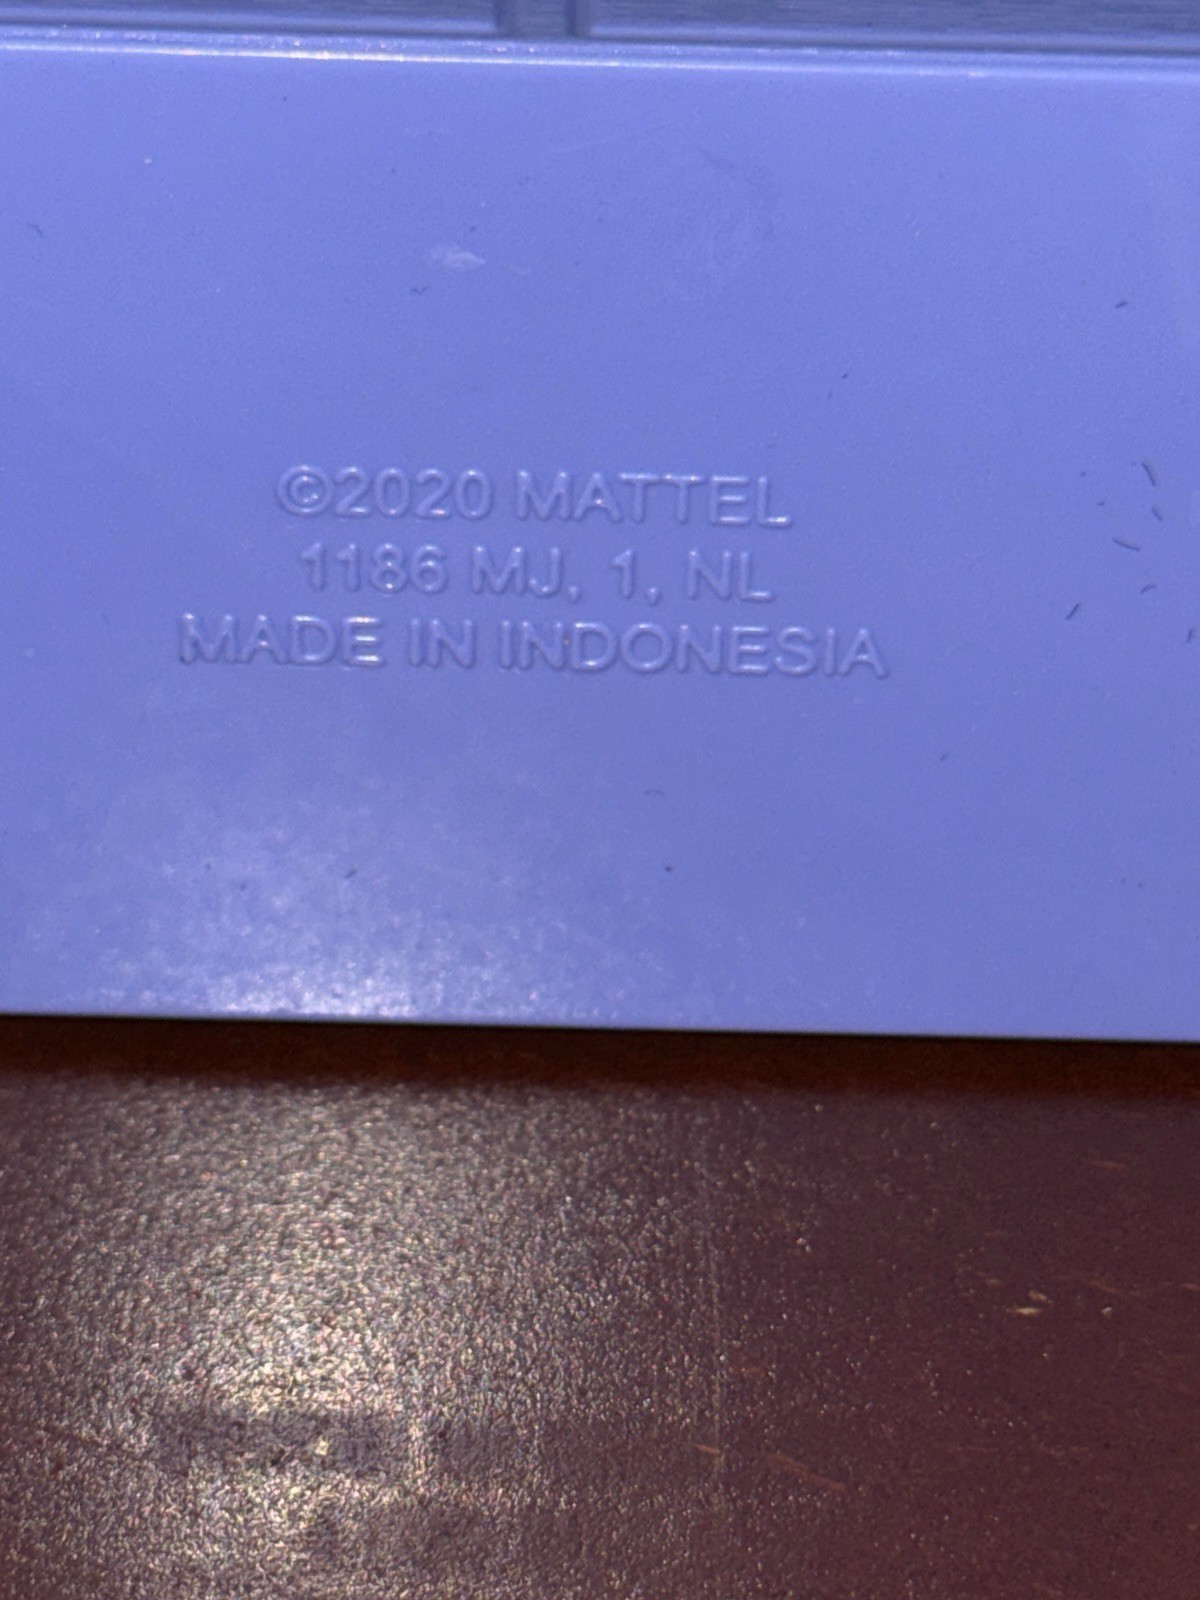 ©2020 MATTEL
1186 MJ, 1, NL
MADE IN INDONESIA